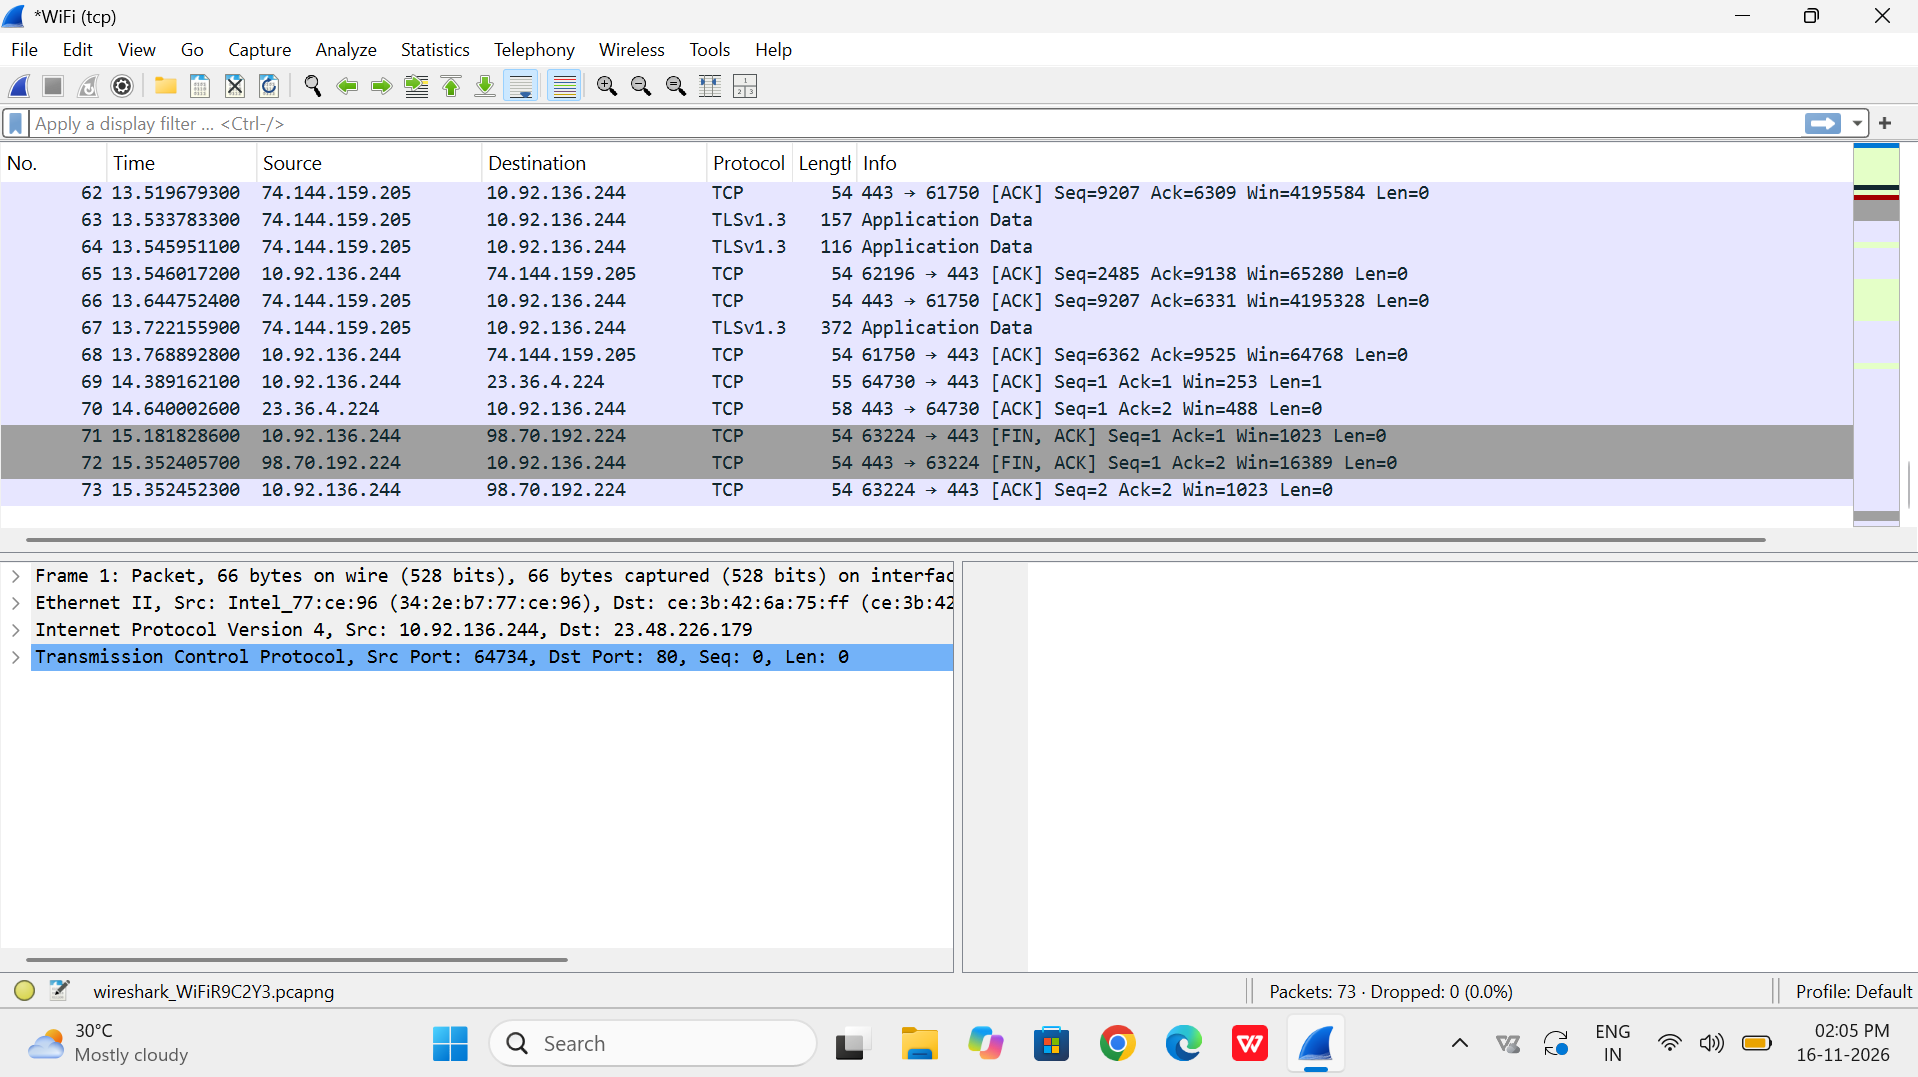 *WiFi (tcp)
File Edit View Go Capture Analyze Statistics Telephony Wireless Tools Help
Apply a display filter ... <Ctrl-/>
No. Time Source Destination Protocol Length Info
62 13.519679300 74.144.159.205 10.92.136.244 TCP 54 443 → 61750 [ACK] Seq=9207 Ack=6309 Win=4195584 Len=0
63 13.533783300 74.144.159.205 10.92.136.244 TLSv1.3 157 Application Data
64 13.545951100 74.144.159.205 10.92.136.244 TLSv1.3 116 Application Data
65 13.546017200 10.92.136.244 74.144.159.205 TCP 54 62196 → 443 [ACK] Seq=2485 Ack=9138 Win=65280 Len=0
66 13.644752400 74.144.159.205 10.92.136.244 TCP 54 443 → 61750 [ACK] Seq=9207 Ack=6331 Win=4195328 Len=0
67 13.722155900 74.144.159.205 10.92.136.244 TLSv1.3 372 Application Data
68 13.768892800 10.92.136.244 74.144.159.205 TCP 54 61750 → 443 [ACK] Seq=6362 Ack=9525 Win=64768 Len=0
69 14.389162100 10.92.136.244 23.36.4.224 TCP 55 64730 → 443 [ACK] Seq=1 Ack=1 Win=253 Len=1
70 14.640002600 23.36.4.224 10.92.136.244 TCP 58 443 → 64730 [ACK] Seq=1 Ack=2 Win=488 Len=0
71 15.181828600 10.92.136.244 98.70.192.224 TCP 54 63224 → 443 [FIN, ACK] Seq=1 Ack=1 Win=1023 Len=0
72 15.352405700 98.70.192.224 10.92.136.244 TCP 54 443 → 63224 [FIN, ACK] Seq=1 Ack=2 Win=16389 Len=0
73 15.352452300 10.92.136.244 98.70.192.224 TCP 54 63224 → 443 [ACK] Seq=2 Ack=2 Win=1023 Len=0
Frame 1: Packet, 66 bytes on wire (528 bits), 66 bytes captured (528 bits) on interfac
Ethernet II, Src: Intel_77:ce:96 (34:2e:b7:77:ce:96), Dst: ce:3b:42:6a:75:ff (ce:3b:42
Internet Protocol Version 4, Src: 10.92.136.244, Dst: 23.48.226.179
Transmission Control Protocol, Src Port: 64734, Dst Port: 80, Seq: 0, Len: 0
wireshark_WiFiR9C2Y3.pcapng Packets: 73 · Dropped: 0 (0.0%) Profile: Default
30°C
Mostly cloudy
Search
ENG
IN
02:05 PM
16-11-2026